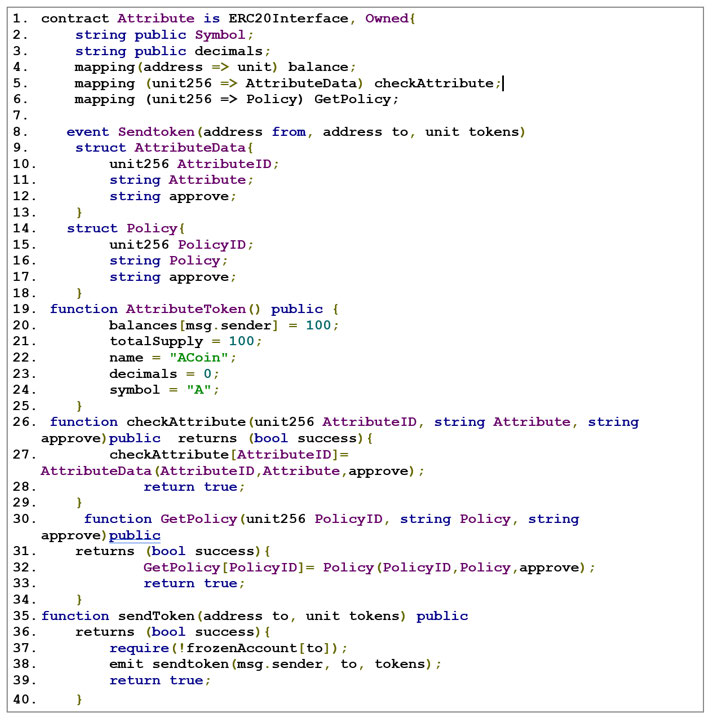 1. contract Attribute is ERC20Interface, Owned{
2. string public Symbol;
3. string public decimals;
4. mapping(address => unit) balance;
5. mapping (unit256 => AttributeData) checkAttribute;
6. mapping (unit256 => Policy) GetPolicy;
7.
8. event Sendtoken(address from, address to, unit tokens)
9. struct AttributeData{
10. unit256 AttributeID;
11. string Attribute;
12. string approve;
13. }
14. struct Policy{
15. unit256 PolicyID;
16. string Policy;
17. string approve;
18. }
19. function AttributeToken() public {
20. balances[msg.sender] = 100;
21. totalSupply = 100;
22. name = "ACoin";
23. decimals = 0;
24. symbol = "A";
25. }
26. function checkAttribute(unit256 AttributeID, string Attribute, string
approve)public returns (bool success){
27. checkAttribute[AttributeID]=
AttributeData(AttributeID,Attribute,approve);
28. return true;
29. }
30. function GetPolicy(unit256 PolicyID, string Policy, string
approve)public
31. returns (bool success){
32. GetPolicy[PolicyID]= Policy(PolicyID,Policy,approve);
33. return true;
34. }
35. function sendToken(address to, unit tokens) public
36. returns (bool success){
37. require(!frozenAccount[to]);
38. emit sendtoken(msg.sender, to, tokens);
39. return true;
40. }